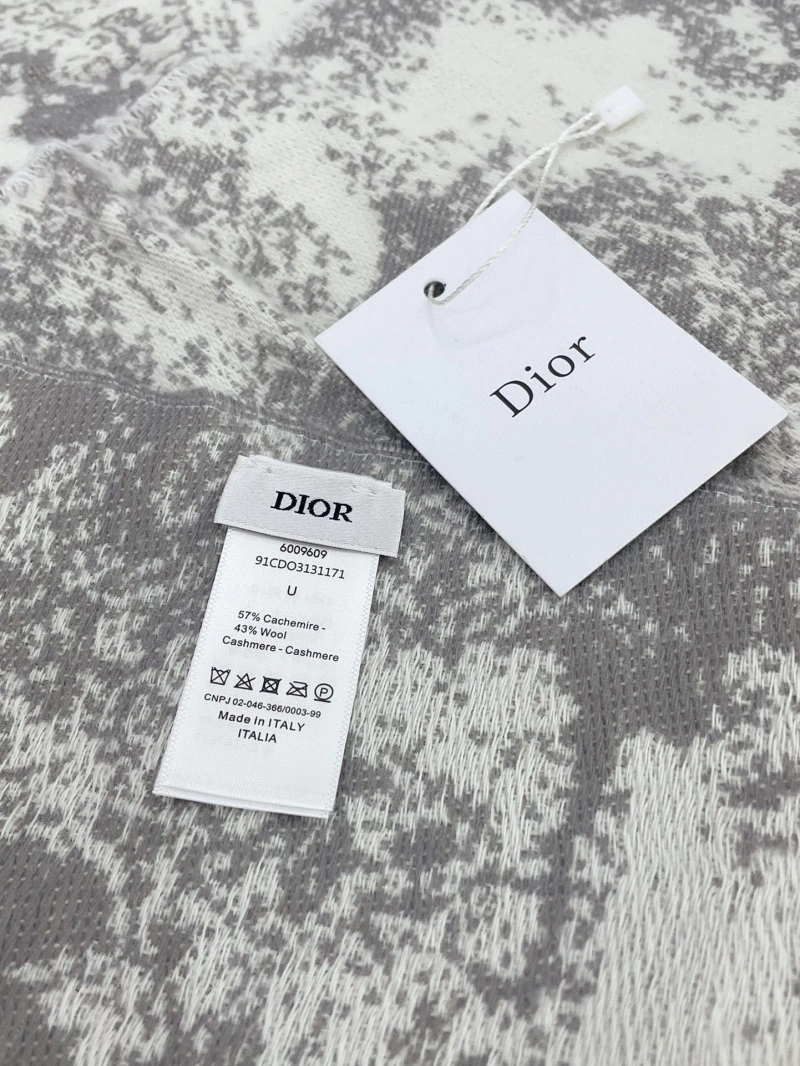 Dior
DIOR
6009609
91CDO3131171
U
57% Cachemire -
43% Wool
Cashmere - Cashmere
P
CNPJ 02-046-366/0003-99
Made In ITALY
ITALIA